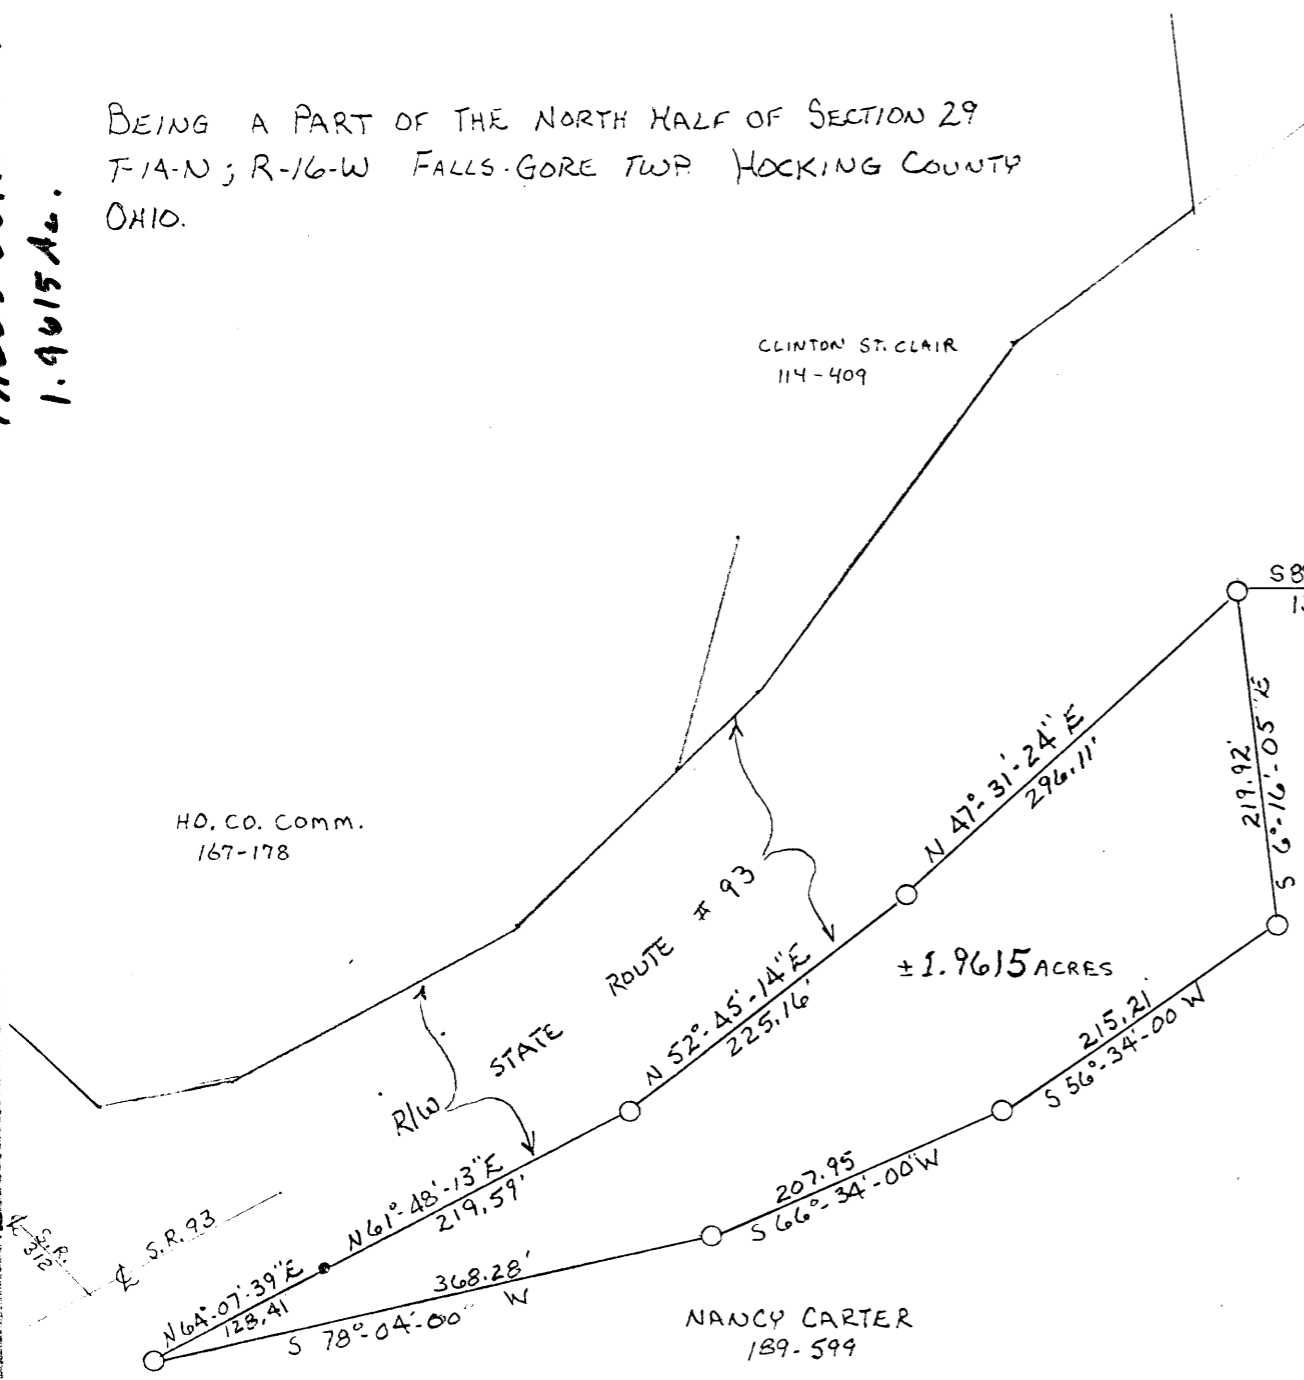 BEING A PART OF THE NORTH HALF OF SECTION 29
T-14-N; R-16-W FALLS-GORE TWP. HOCKING COUNTY
OHIO.
1.9615 Ac.
CLINTON ST. CLAIR
114-409
S 8
HO. CO. COMM.
167-178
N 47°-31'-24" E
296.11'
219.92'
S 6°-16'-05" E
STATE ROUTE # 93
R/W
N 52°-45'-14" E
225.16'
±1.9615 ACRES
215.21'
S 56°-34'-00 W
N 61°-48'-13" E
219.59'
207.95
S 66°-34'-00" W
S.R. 312
℄ S.R. 93
N 64°-07'-39" E
128.41'
368.28'
S 78°-04'-00" W
NANCY CARTER
189-599